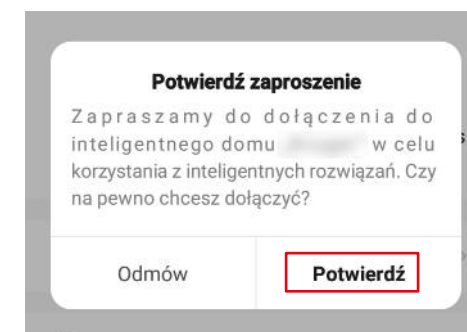 Potwierdź zaproszenie
Zapraszamy do dołączenia do
inteligentnego domu w celu
korzystania z inteligentnych rozwiązań. Czy
na pewno chcesz dołączyć?
Odmów
Potwierdź